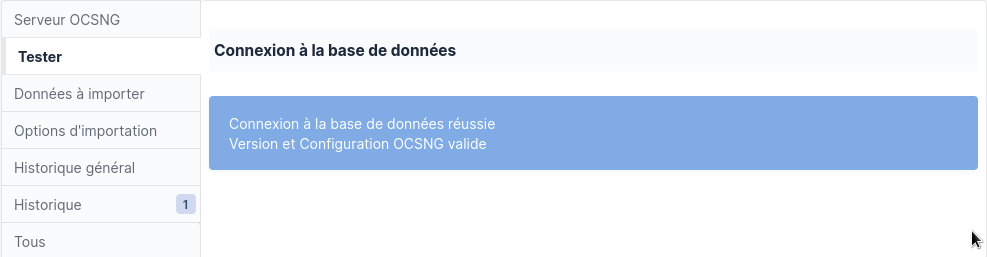 Serveur OCSNG
Tester
Données à importer
Options d'importation
Historique général
Historique 1
Tous
Connexion à la base de données
Connexion à la base de données réussie
Version et Configuration OCSNG valide